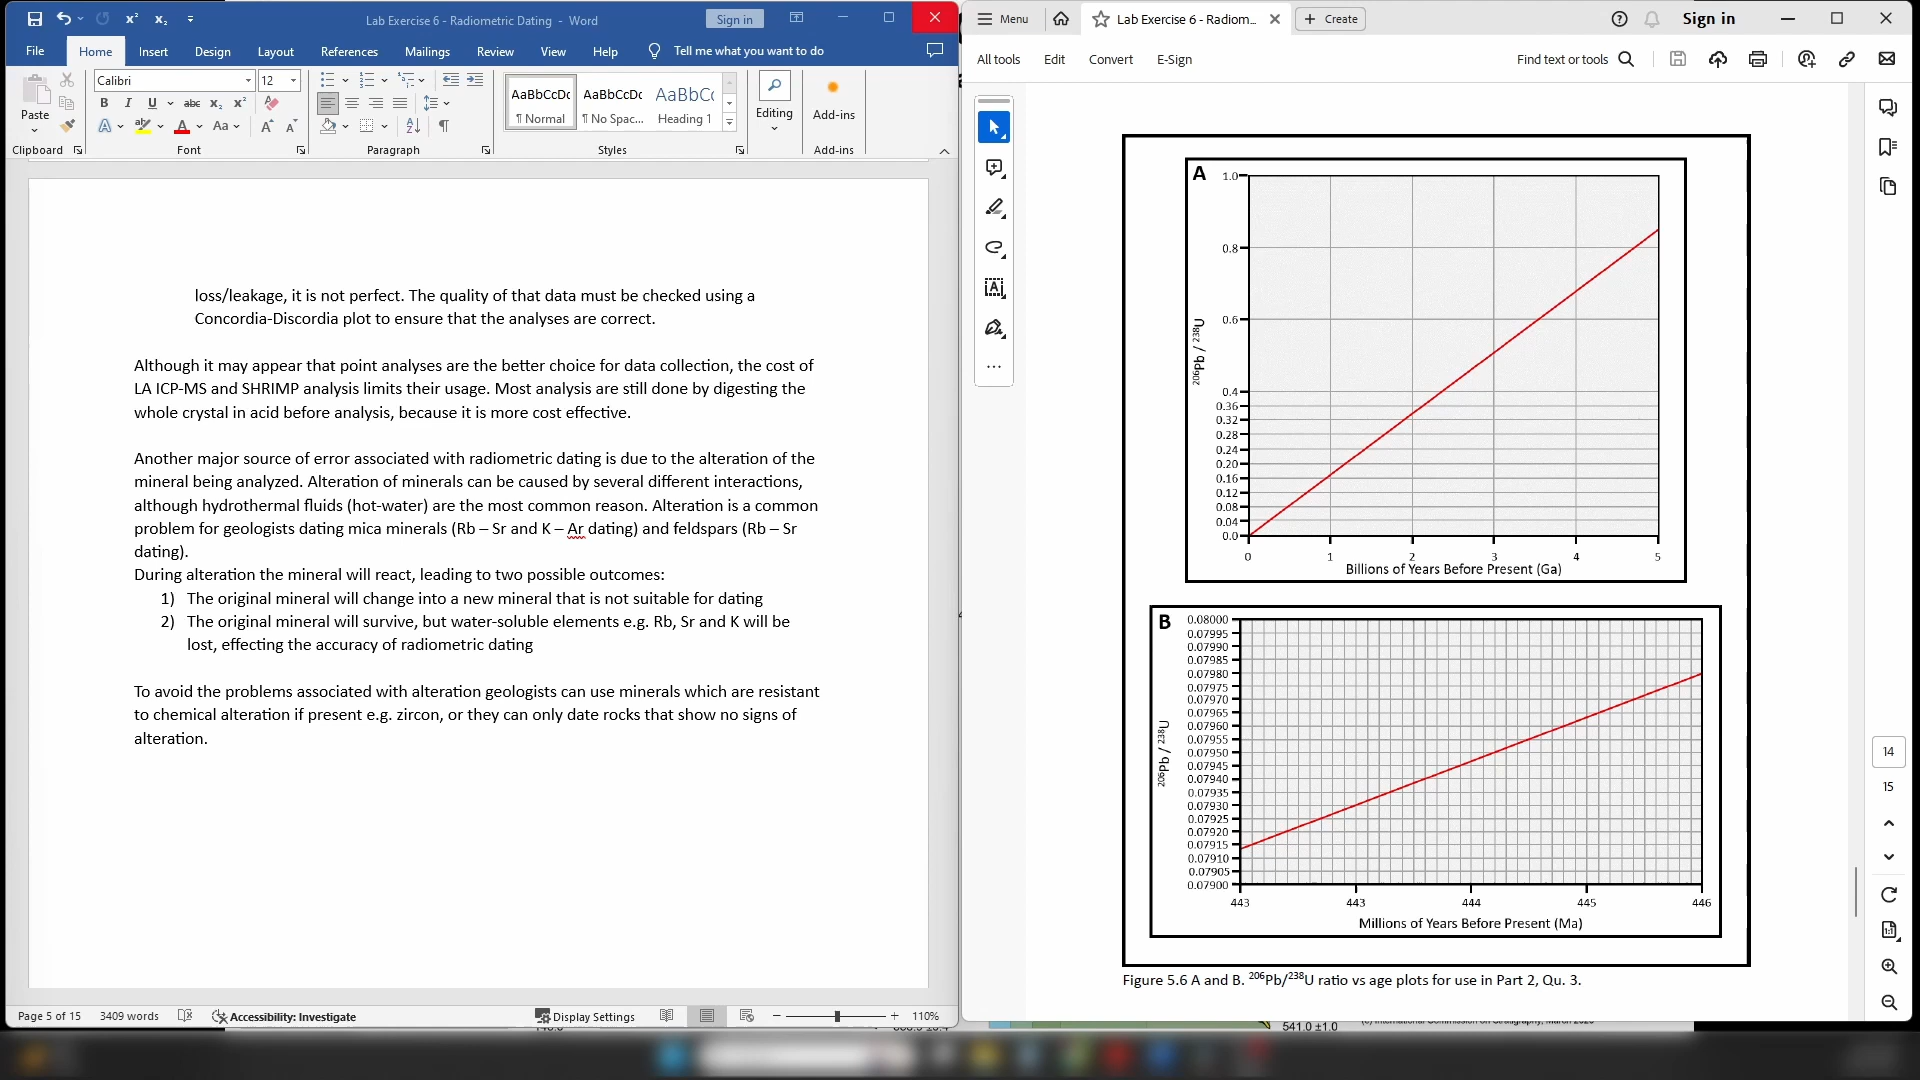 Lab Exercise 6 - Radiometric Dating - Word
Sign in
File Home Insert Design Layout References Mailings Review View Help Tell me what you want to do
Paste
Calibri 12
B I U abc x₂ x²
A A Aa A A
AaBbCcDc AaBbCcDc AaBbCc
¶ Normal ¶ No Spac... Heading 1
Editing
Add-ins
Clipboard Font Paragraph Styles Add-ins
loss/leakage, it is not perfect. The quality of that data must be checked using a
Concordia-Discordia plot to ensure that the analyses are correct.
Although it may appear that point analyses are the better choice for data collection, the cost of
LA ICP-MS and SHRIMP analysis limits their usage. Most analysis are still done by digesting the
whole crystal in acid before analysis, because it is more cost effective.
Another major source of error associated with radiometric dating is due to the alteration of the
mineral being analyzed. Alteration of minerals can be caused by several different interactions,
although hydrothermal fluids (hot-water) are the most common reason. Alteration is a common
problem for geologists dating mica minerals (Rb – Sr and K – Ar dating) and feldspars (Rb – Sr
dating).
During alteration the mineral will react, leading to two possible outcomes:
1) The original mineral will change into a new mineral that is not suitable for dating
2) The original mineral will survive, but water-soluble elements e.g. Rb, Sr and K will be
lost, effecting the accuracy of radiometric dating
To avoid the problems associated with alteration geologists can use minerals which are resistant
to chemical alteration if present e.g. zircon, or they can only date rocks that show no signs of
alteration.
Page 5 of 15 3409 words Accessibility: Investigate Display Settings 110%
Menu Lab Exercise 6 - Radiom... Create Sign in
All tools Edit Convert E-Sign Find text or tools
A
1.0
0.8
0.6
0.4
0.36
0.32
0.28
0.24
0.20
0.16
0.12
0.08
0.04
0.0
²⁰⁶Pb / ²³⁸U
0 1 2 3 4 5
Billions of Years Before Present (Ga)
B
0.08000
0.07995
0.07990
0.07985
0.07980
0.07975
0.07970
0.07965
0.07960
0.07955
0.07950
0.07945
0.07940
0.07935
0.07930
0.07925
0.07920
0.07915
0.07910
0.07905
0.07900
²⁰⁶Pb / ²³⁸U
443 443 444 445 446
Millions of Years Before Present (Ma)
Figure 5.6 A and B. ²⁰⁶Pb/²³⁸U ratio vs age plots for use in Part 2, Qu. 3.
14
15
541.0 ±1.0